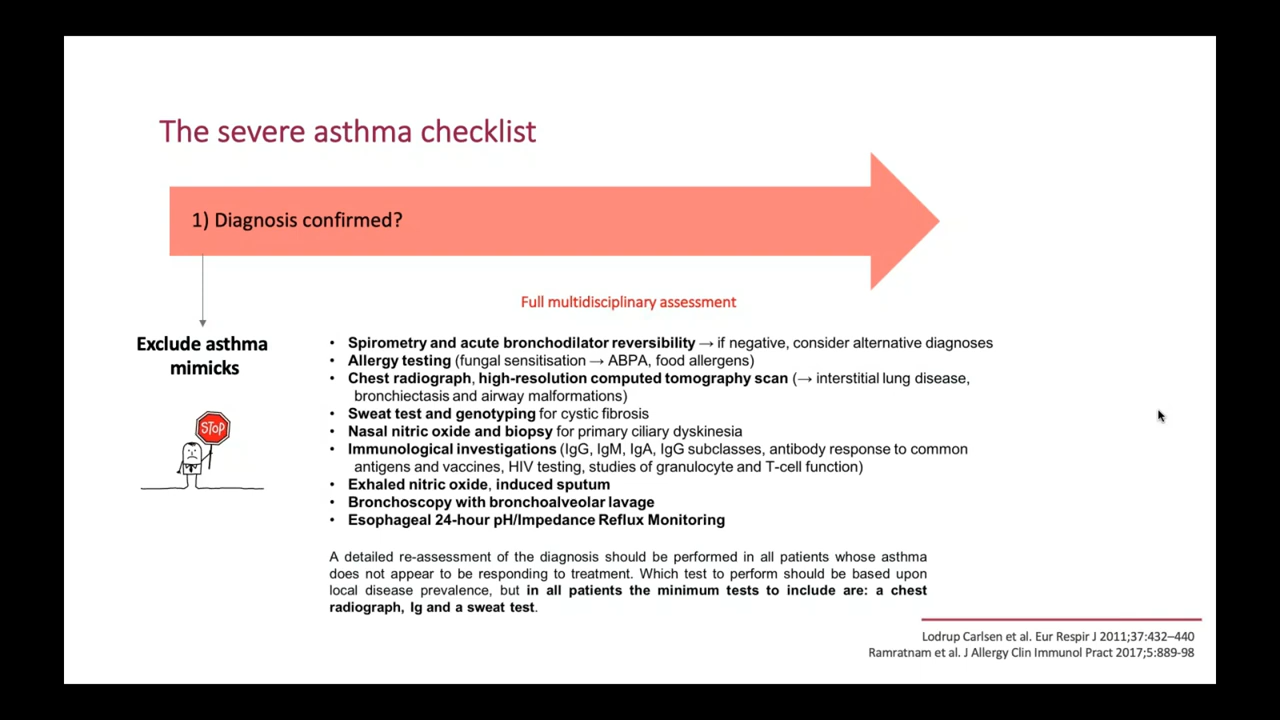 The severe asthma checklist
1) Diagnosis confirmed?
Full multidisciplinary assessment
Exclude asthma
mimicks
STOP
• Spirometry and acute bronchodilator reversibility → if negative, consider alternative diagnoses
• Allergy testing (fungal sensitisation → ABPA, food allergens)
• Chest radiograph, high-resolution computed tomography scan (→ interstitial lung disease,
bronchiectasis and airway malformations)
• Sweat test and genotyping for cystic fibrosis
• Nasal nitric oxide and biopsy for primary ciliary dyskinesia
• Immunological investigations (IgG, IgM, IgA, IgG subclasses, antibody response to common
antigens and vaccines, HIV testing, studies of granulocyte and T-cell function)
• Exhaled nitric oxide, induced sputum
• Bronchoscopy with bronchoalveolar lavage
• Esophageal 24-hour pH/Impedance Reflux Monitoring
A detailed re-assessment of the diagnosis should be performed in all patients whose asthma
does not appear to be responding to treatment. Which test to perform should be based upon
local disease prevalence, but in all patients the minimum tests to include are: a chest
radiograph, Ig and a sweat test.
Lodrup Carlsen et al. Eur Respir J 2011;37:432–440
Ramratnam et al. J Allergy Clin Immunol Pract 2017;5:889-98